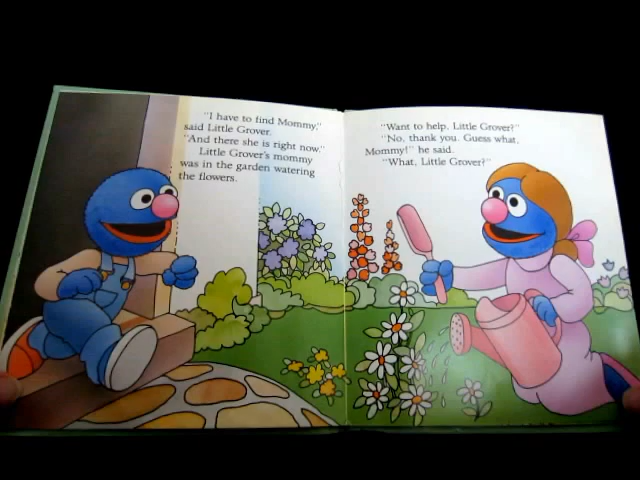 "I have to find Mommy,"
said Little Grover.
"And there she is right now."
Little Grover's mommy
was in the garden watering
the flowers.
"Want to help, Little Grover?"
"No, thank you. Guess what,
Mommy!" he said.
"What, Little Grover?"